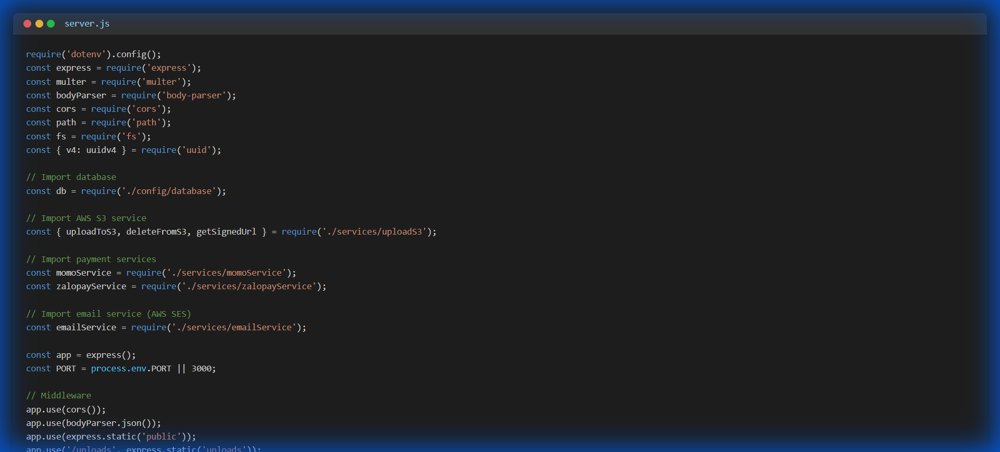 server.js
require('dotenv').config();
const express = require('express');
const multer = require('multer');
const bodyParser = require('body-parser');
const cors = require('cors');
const path = require('path');
const fs = require('fs');
const { v4: uuidv4 } = require('uuid');
// Import database
const db = require('./config/database');
// Import AWS S3 service
const { uploadToS3, deleteFromS3, getSignedUrl } = require('./services/uploadS3');
// Import payment services
const momoService = require('./services/momoService');
const zalopayService = require('./services/zalopayService');
// Import email service (AWS SES)
const emailService = require('./services/emailService');
const app = express();
const PORT = process.env.PORT || 3000;
// Middleware
app.use(cors());
app.use(bodyParser.json());
app.use(express.static('public'));
app.use('/uploads', express.static('uploads'));